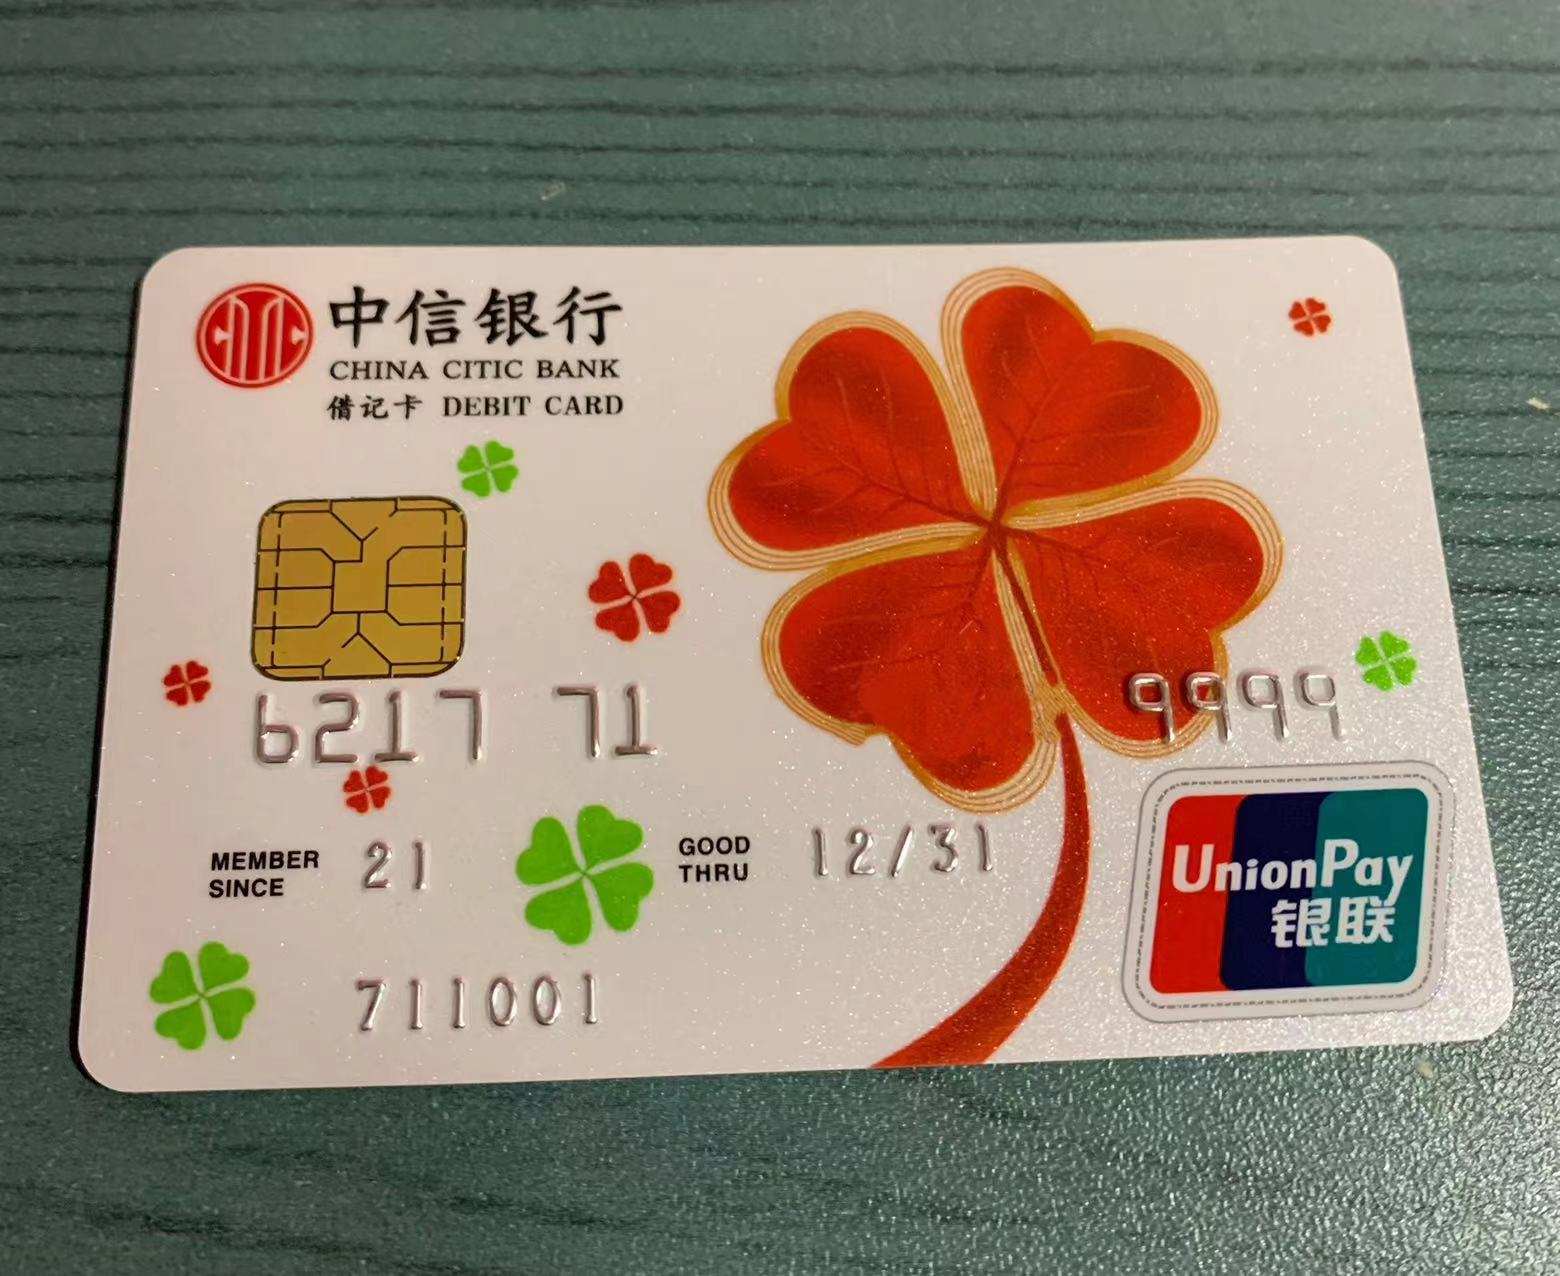 中信银行
CHINA CITIC BANK
借记卡 DEBIT CARD
6217 71 9999
MEMBER SINCE 21 GOOD THRU 12/31
711001
UnionPay
银联